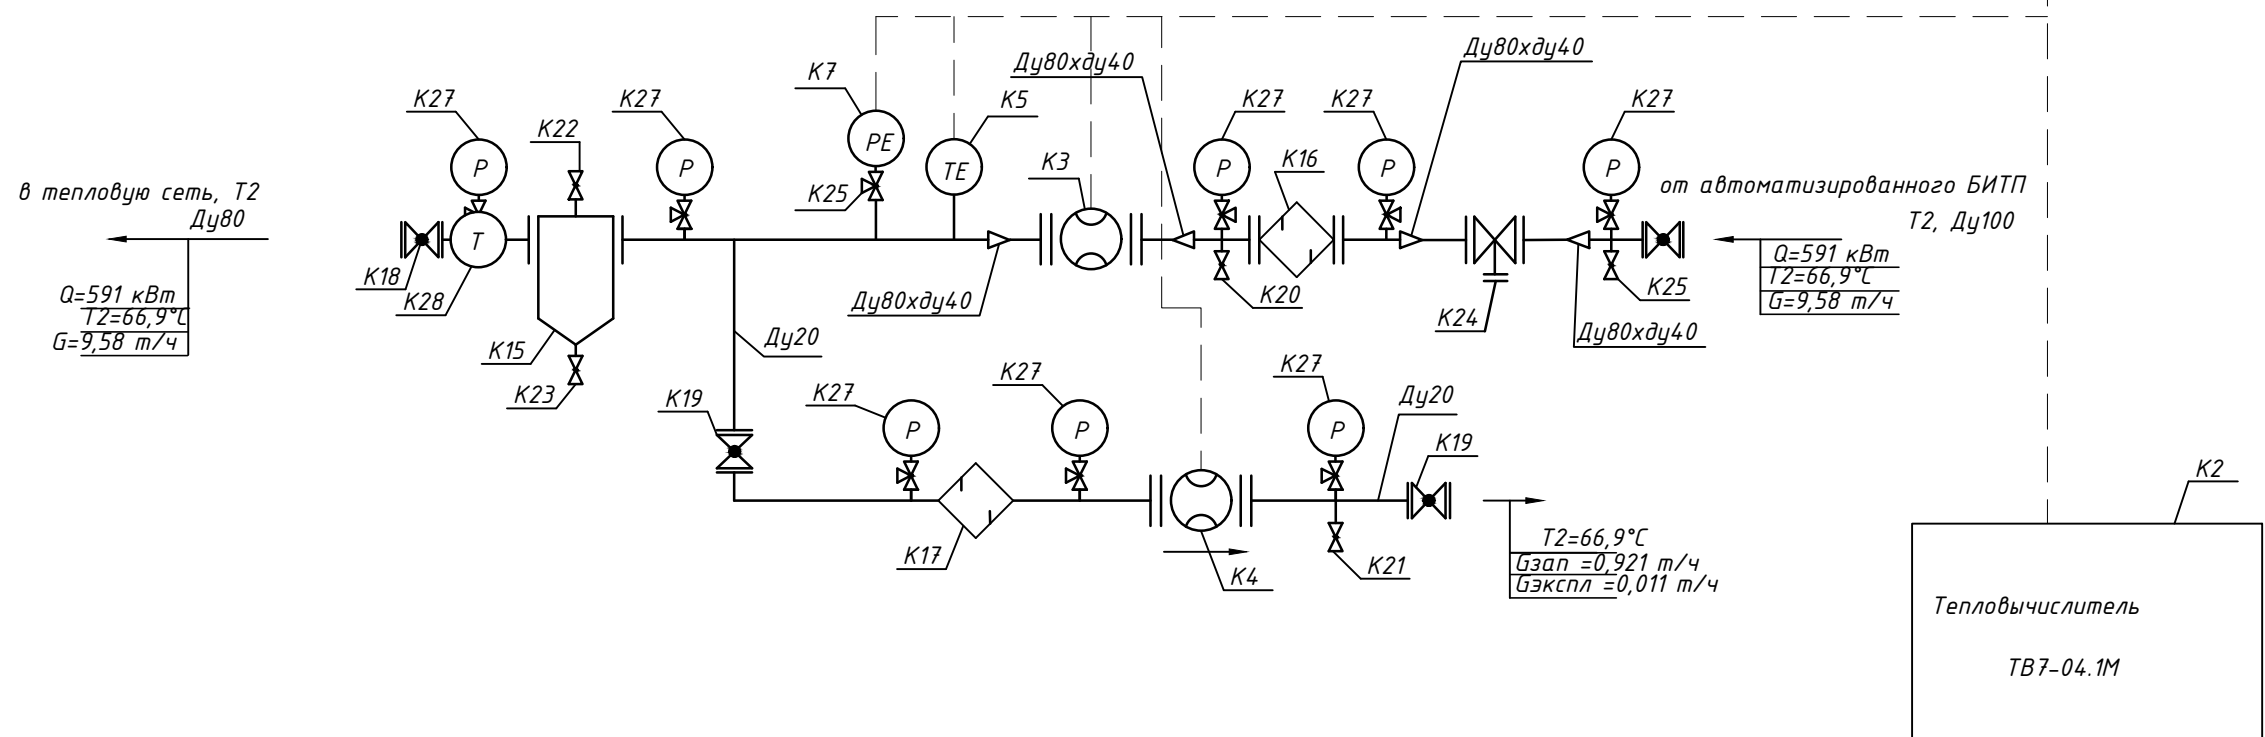 К7
Ду80хду40
Ду80хду40
К27
К27
К5
К27
К27
К27
К22
К3
К16
P
P
PE
TE
P
P
P
К25
в тепловую сеть, Т2
Ду80
от автоматизированного БИТП
Т2, Ду100
T
К18
К28
Q=591 кВт
Т2=66,9°С
G=9,58 т/ч
Ду80хду40
К20
К24
К25
Q=591 кВт
Т2=66,9°С
G=9,58 т/ч
Ду80хду40
К15
Ду20
К23
К19
К27
К27
К27
Ду20
P
P
P
К19
К2
К17
К4
К21
Т2=66,9°С
Gзап =0,921 т/ч
Gэкспл =0,011 т/ч
Тепловычислитель
ТВ7-04.1М